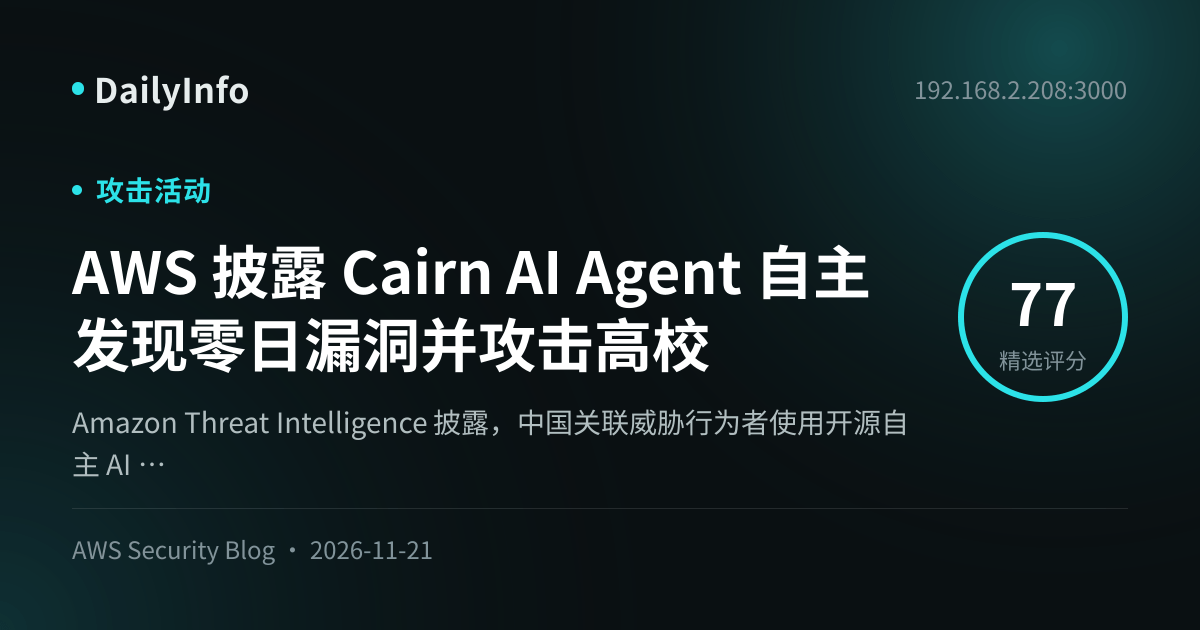 DailyInfo
192.168.2.208:3000
攻击活动
AWS 披露 Cairn AI Agent 自主
发现零日漏洞并攻击高校
77
精选评分
Amazon Threat Intelligence 披露，中国关联威胁行为者使用开源自
主 AI …
AWS Security Blog · 2026-11-21